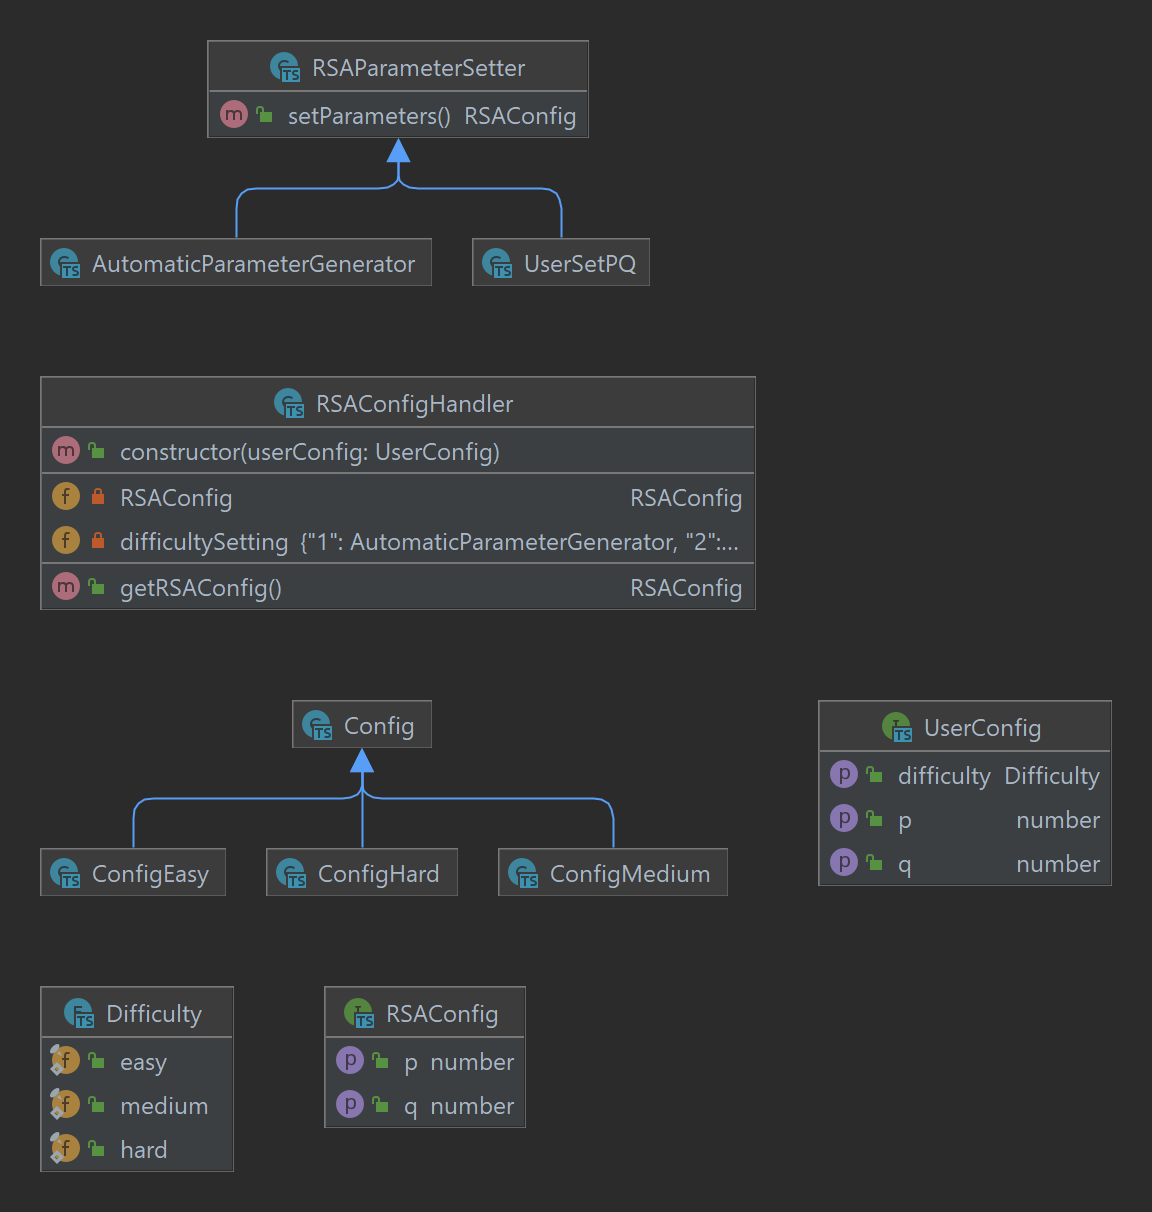 RSAParameterSetter
setParameters() RSAConfig
AutomaticParameterGenerator
UserSetPQ
RSAConfigHandler
constructor(userConfig: UserConfig)
RSAConfig RSAConfig
difficultySetting {"1": AutomaticParameterGenerator, "2":...
getRSAConfig() RSAConfig
Config
ConfigEasy
ConfigHard
ConfigMedium
UserConfig
difficulty Difficulty
p number
q number
Difficulty
easy
medium
hard
RSAConfig
p number
q number